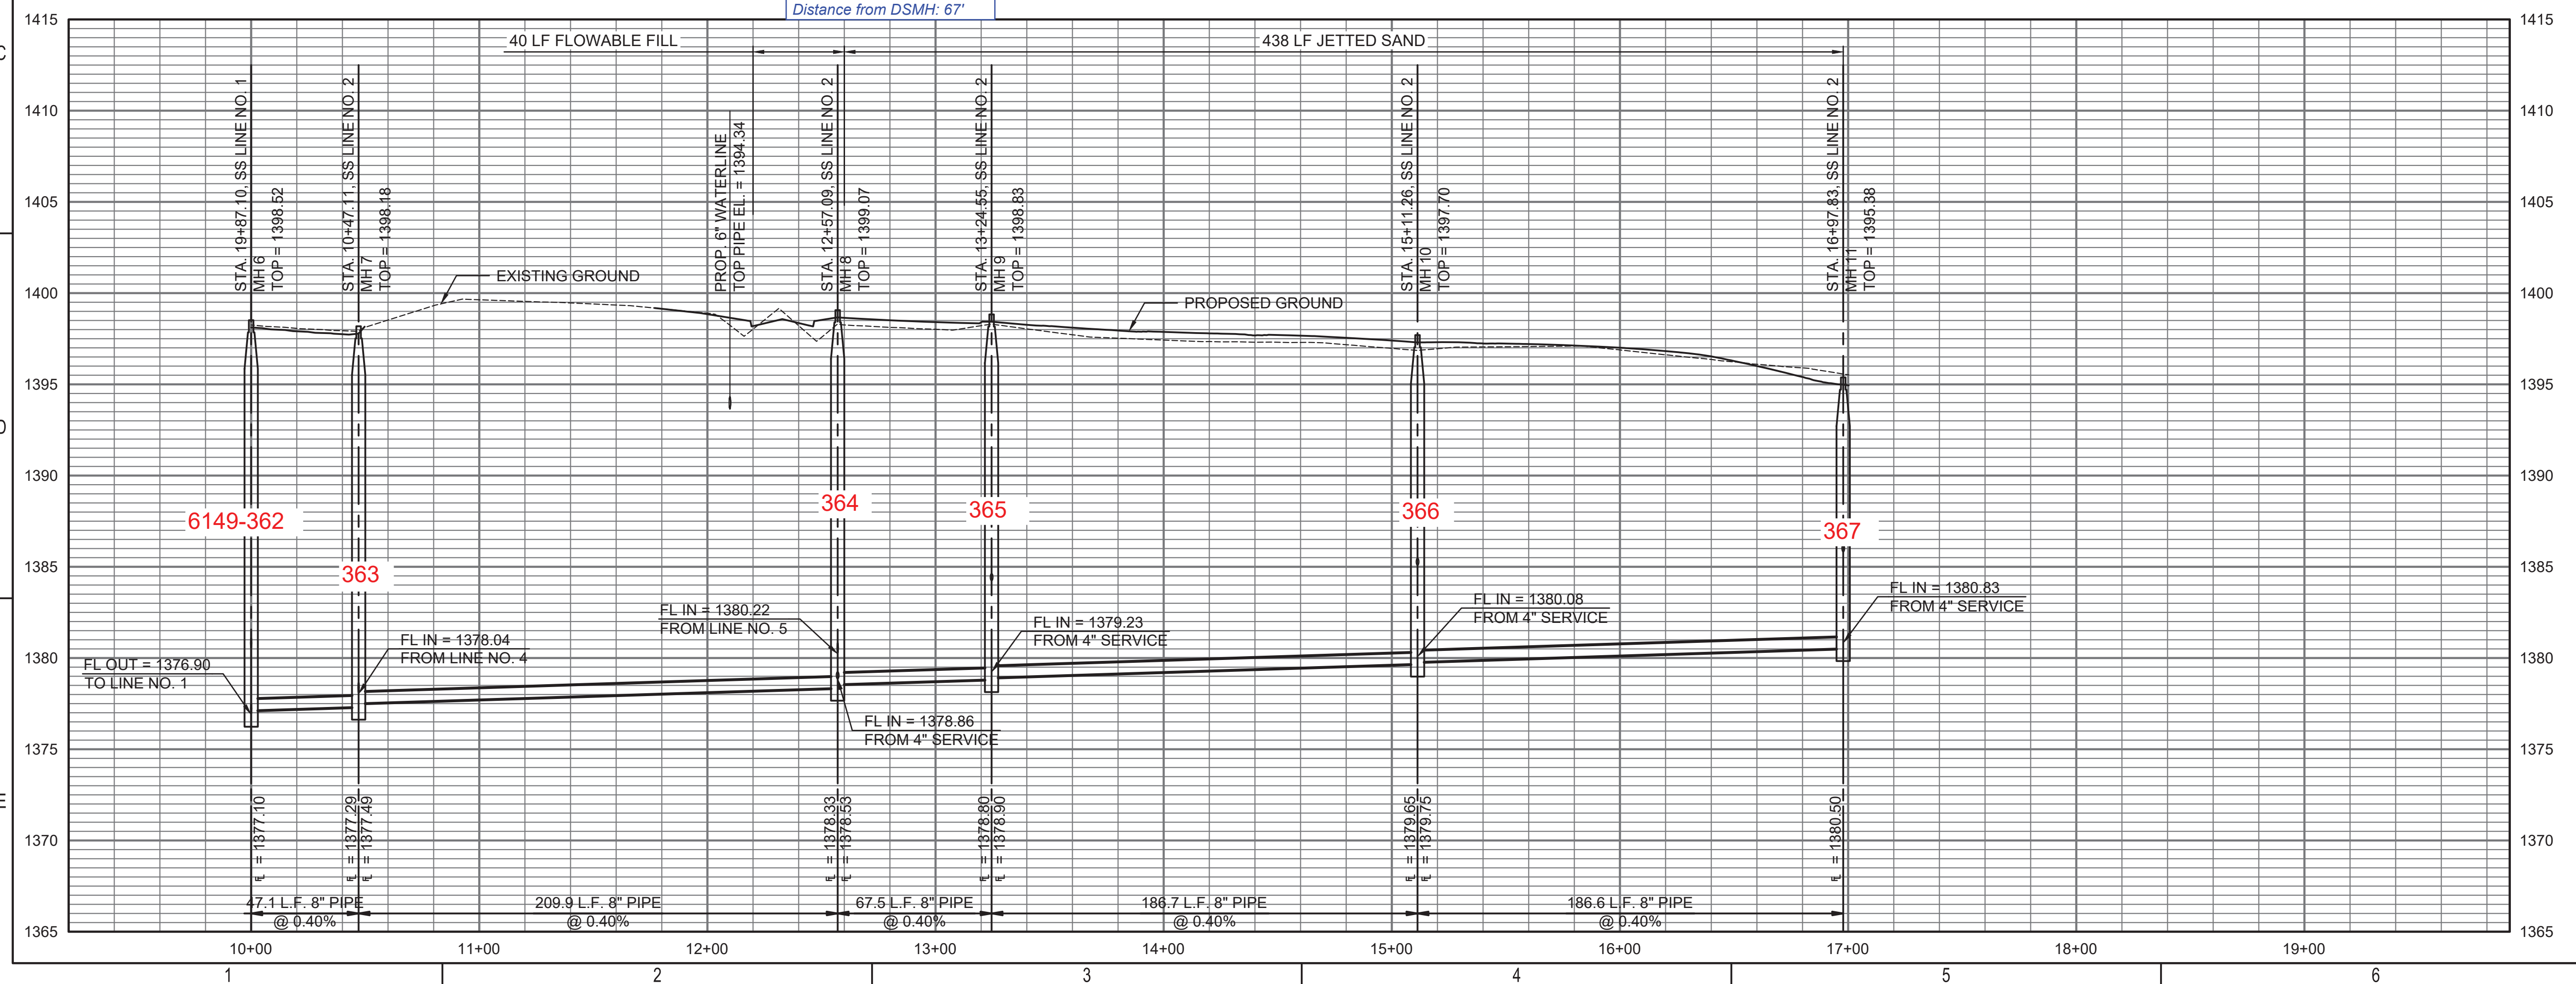 Distance from DSMH: 67'
1415
1415
C
40 LF FLOWABLE FILL
438 LF JETTED SAND
1410
1410
1405
1405
1400
1400
1395
1395
D
1390
1390
1385
1385
1380
1380
1375
1375
E
1370
1370
1365
1365
STA. 19+87.10, SS LINE NO. 1
MH 6
TOP = 1398.52
STA. 10+47.11, SS LINE NO. 2
MH 7
TOP = 1398.18
PROP. 6" WATERLINE
TOP PIPE EL. = 1394.34
STA. 12+57.09, SS LINE NO. 2
MH 8
TOP = 1399.07
STA. 13+24.55, SS LINE NO. 2
MH 9
TOP = 1398.83
STA. 15+11.26, SS LINE NO. 2
MH 10
TOP = 1397.70
STA. 16+97.83, SS LINE NO. 2
MH 11
TOP = 1395.38
EXISTING GROUND
PROPOSED GROUND
6149-362
363
364
365
366
367
FL OUT = 1376.90
TO LINE NO. 1
FL IN = 1378.04
FROM LINE NO. 4
FL IN = 1380.22
FROM LINE NO. 5
FL IN = 1378.86
FROM 4" SERVICE
FL IN = 1379.23
FROM 4" SERVICE
FL IN = 1380.08
FROM 4" SERVICE
FL IN = 1380.83
FROM 4" SERVICE
FL = 1377.10
FL = 1377.29
FL = 1377.49
FL = 1378.33
FL = 1378.53
FL = 1378.80
FL = 1378.90
FL = 1379.65
FL = 1379.75
FL = 1380.50
47.1 L.F. 8" PIPE
@ 0.40%
209.9 L.F. 8" PIPE
@ 0.40%
67.5 L.F. 8" PIPE
@ 0.40%
186.7 L.F. 8" PIPE
@ 0.40%
186.6 L.F. 8" PIPE
@ 0.40%
10+00
11+00
12+00
13+00
14+00
15+00
16+00
17+00
18+00
19+00
1
2
3
4
5
6